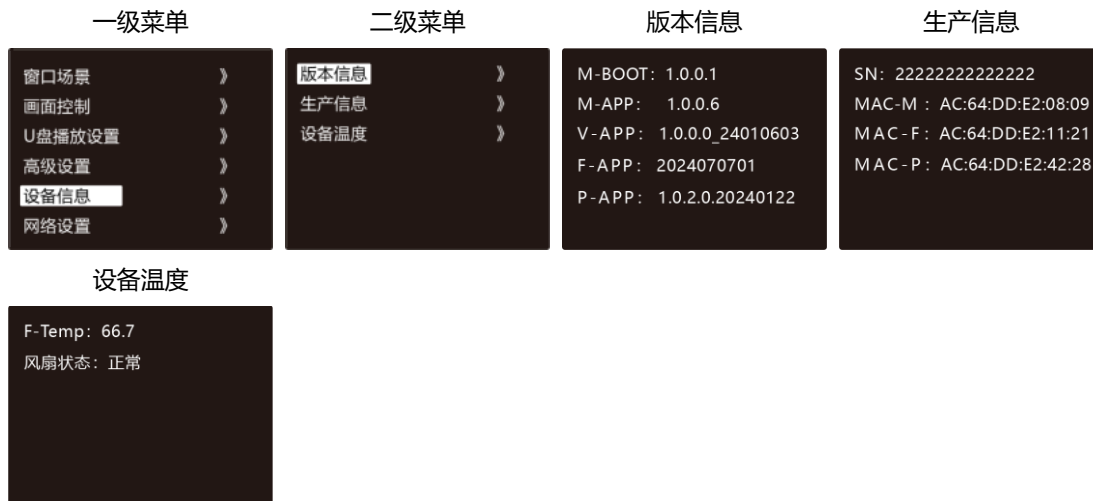 一级菜单
窗口场景 》
画面控制 》
U盘播放设置 》
高级设置 》
设备信息 》
网络设置 》
二级菜单
版本信息 》
生产信息 》
设备温度 》
版本信息
M-BOOT：1.0.0.1
M-APP： 1.0.0.6
V-APP： 1.0.0.0_24010603
F-APP： 2024070701
P-APP： 1.0.2.0.20240122
生产信息
SN：22222222222222
MAC-M：AC:64:DD:E2:08:09
MAC-F：AC:64:DD:E2:11:21
MAC-P：AC:64:DD:E2:42:28
设备温度
F-Temp：66.7
风扇状态：正常